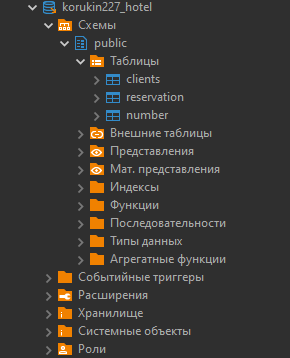 korukin227_hotel
Схемы
public
Таблицы
clients
reservation
number
Внешние таблицы
Представления
Мат. представления
Индексы
Функции
Последовательности
Типы данных
Агрегатные функции
Событийные триггеры
Расширения
Хранилище
Системные объекты
Роли